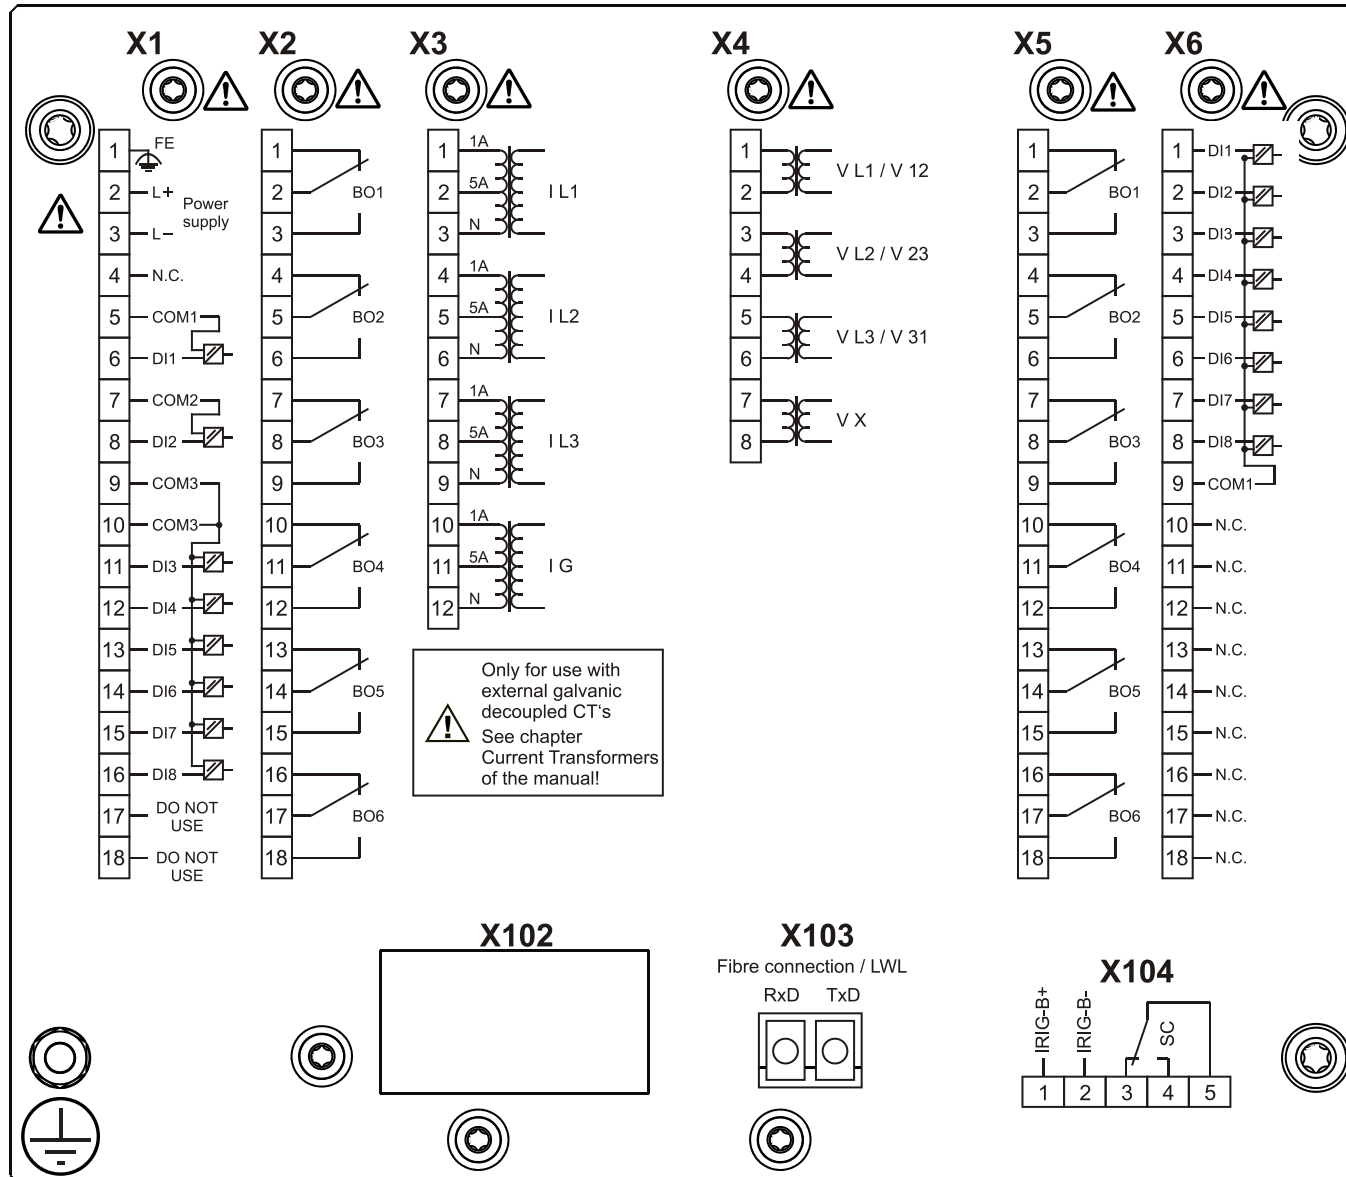 X1
X2
X3
X4
X5
X6
1
FE
2
L+
Power
supply
3
L−
4
N.C.
5
COM1
6
DI1
7
COM2
8
DI2
9
COM3
10
COM3
11
DI3
12
DI4
13
DI5
14
DI6
15
DI7
16
DI8
17
DO NOT
USE
18
DO NOT
USE
1
2
BO1
3
4
5
BO2
6
7
8
BO3
9
10
11
BO4
12
13
14
BO5
15
16
17
BO6
18
1
1A
2
5A
I L1
3
N
4
1A
5
5A
I L2
6
N
7
1A
8
5A
I L3
9
N
10
1A
11
5A
I G
12
N
Only for use with
external galvanic
decoupled CT‘s
See chapter
Current Transformers
of the manual!
1
V L1 / V 12
2
3
V L2 / V 23
4
5
V L3 / V 31
6
7
V X
8
1
2
BO1
3
4
5
BO2
6
7
8
BO3
9
10
11
BO4
12
13
14
BO5
15
16
17
BO6
18
1
DI1
2
DI2
3
DI3
4
DI4
5
DI5
6
DI6
7
DI7
8
DI8
9
COM1
10
N.C.
11
N.C.
12
N.C.
13
N.C.
14
N.C.
15
N.C.
16
N.C.
17
N.C.
18
N.C.
X102
X103
Fibre connection / LWL
RxD
TxD
X104
IRIG-B+
IRIG-B-
SC
1
2
3
4
5